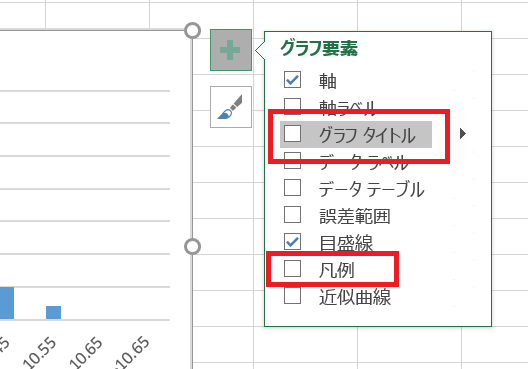 グラフ要素
軸
軸ラベル
グラフ タイトル
データ ラベル
データ テーブル
誤差範囲
目盛線
凡例
近似曲線
10.55
10.65
-10.65